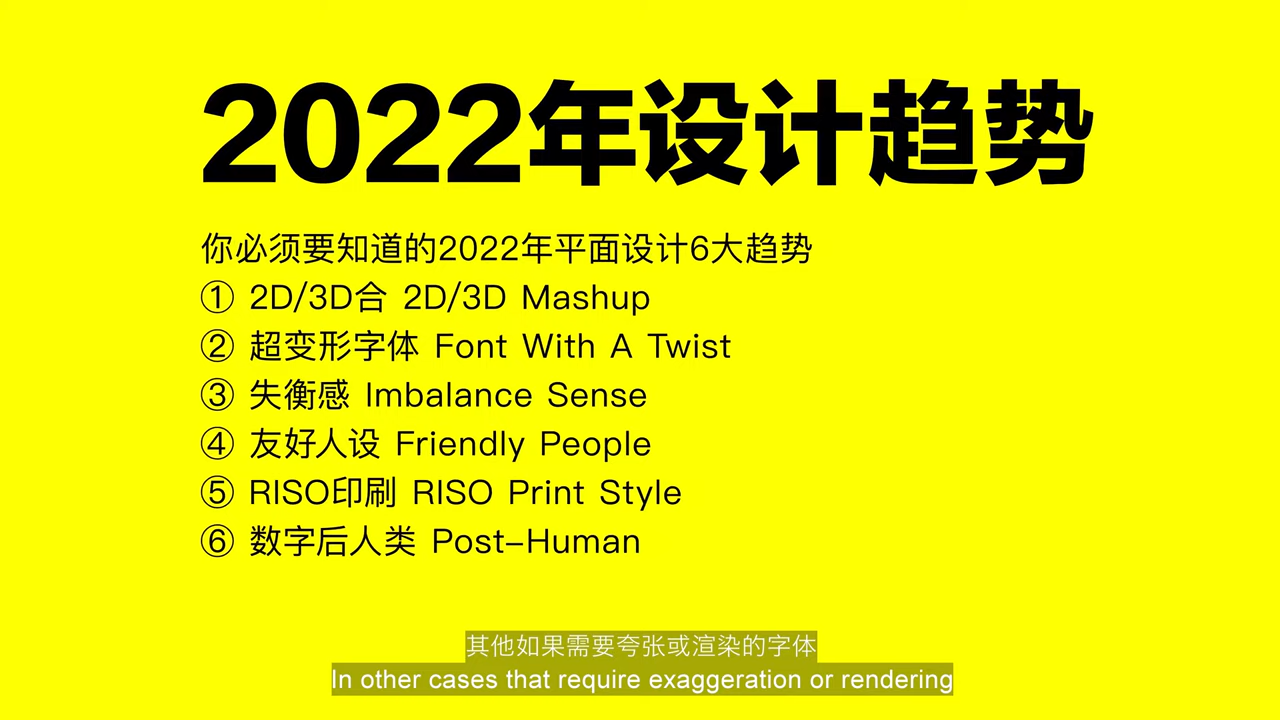 2022年设计趋势
你必须要知道的2022年平面设计6大趋势
① 2D/3D合 2D/3D Mashup
② 超变形字体 Font With A Twist
③ 失衡感 Imbalance Sense
④ 友好人设 Friendly People
⑤ RISO印刷 RISO Print Style
⑥ 数字后人类 Post-Human
其他如果需要夸张或渲染的字体
In other cases that require exaggeration or rendering